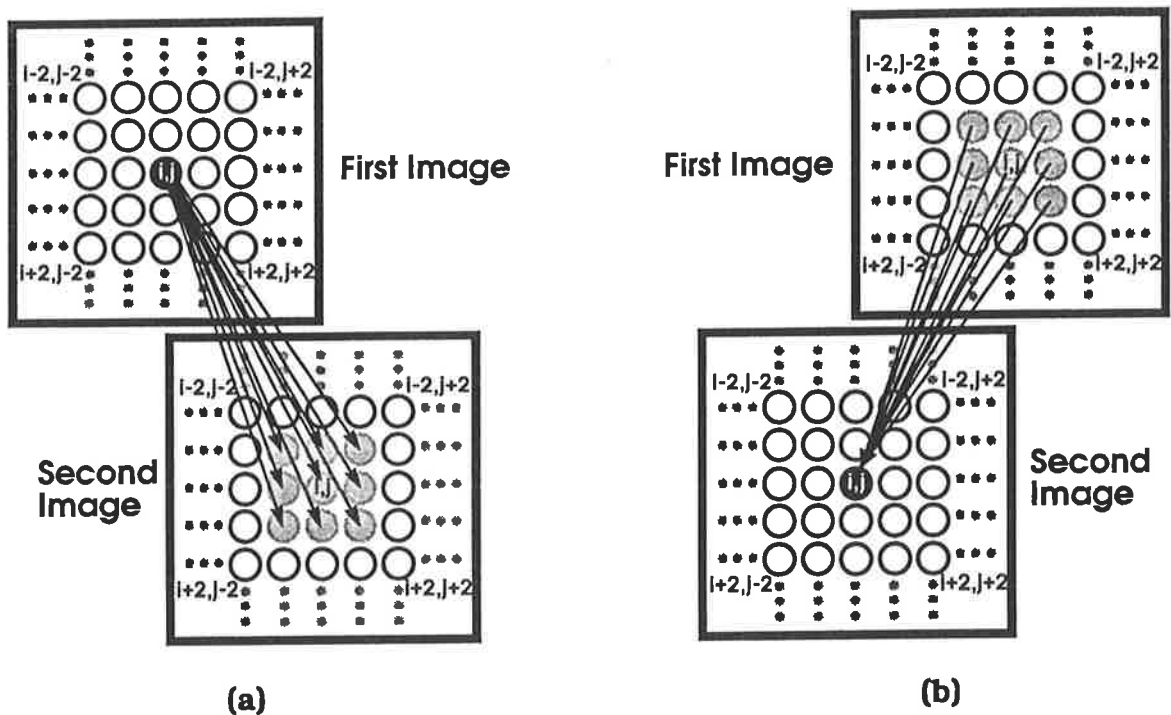 i-2,j-2
i-2,j+2
i,j
i+2,j-2
i+2,j+2
First Image
i-2,j-2
i-2,j+2
i,j
i+2,j-2
i+2,j+2
Second
Image
(a)
i-2,j-2
i-2,j+2
i,j
i+2,j-2
i+2,j+2
First Image
i-2,j-2
i-2,j+2
i,j
i+2,j-2
i+2,j+2
Second
Image
(b)